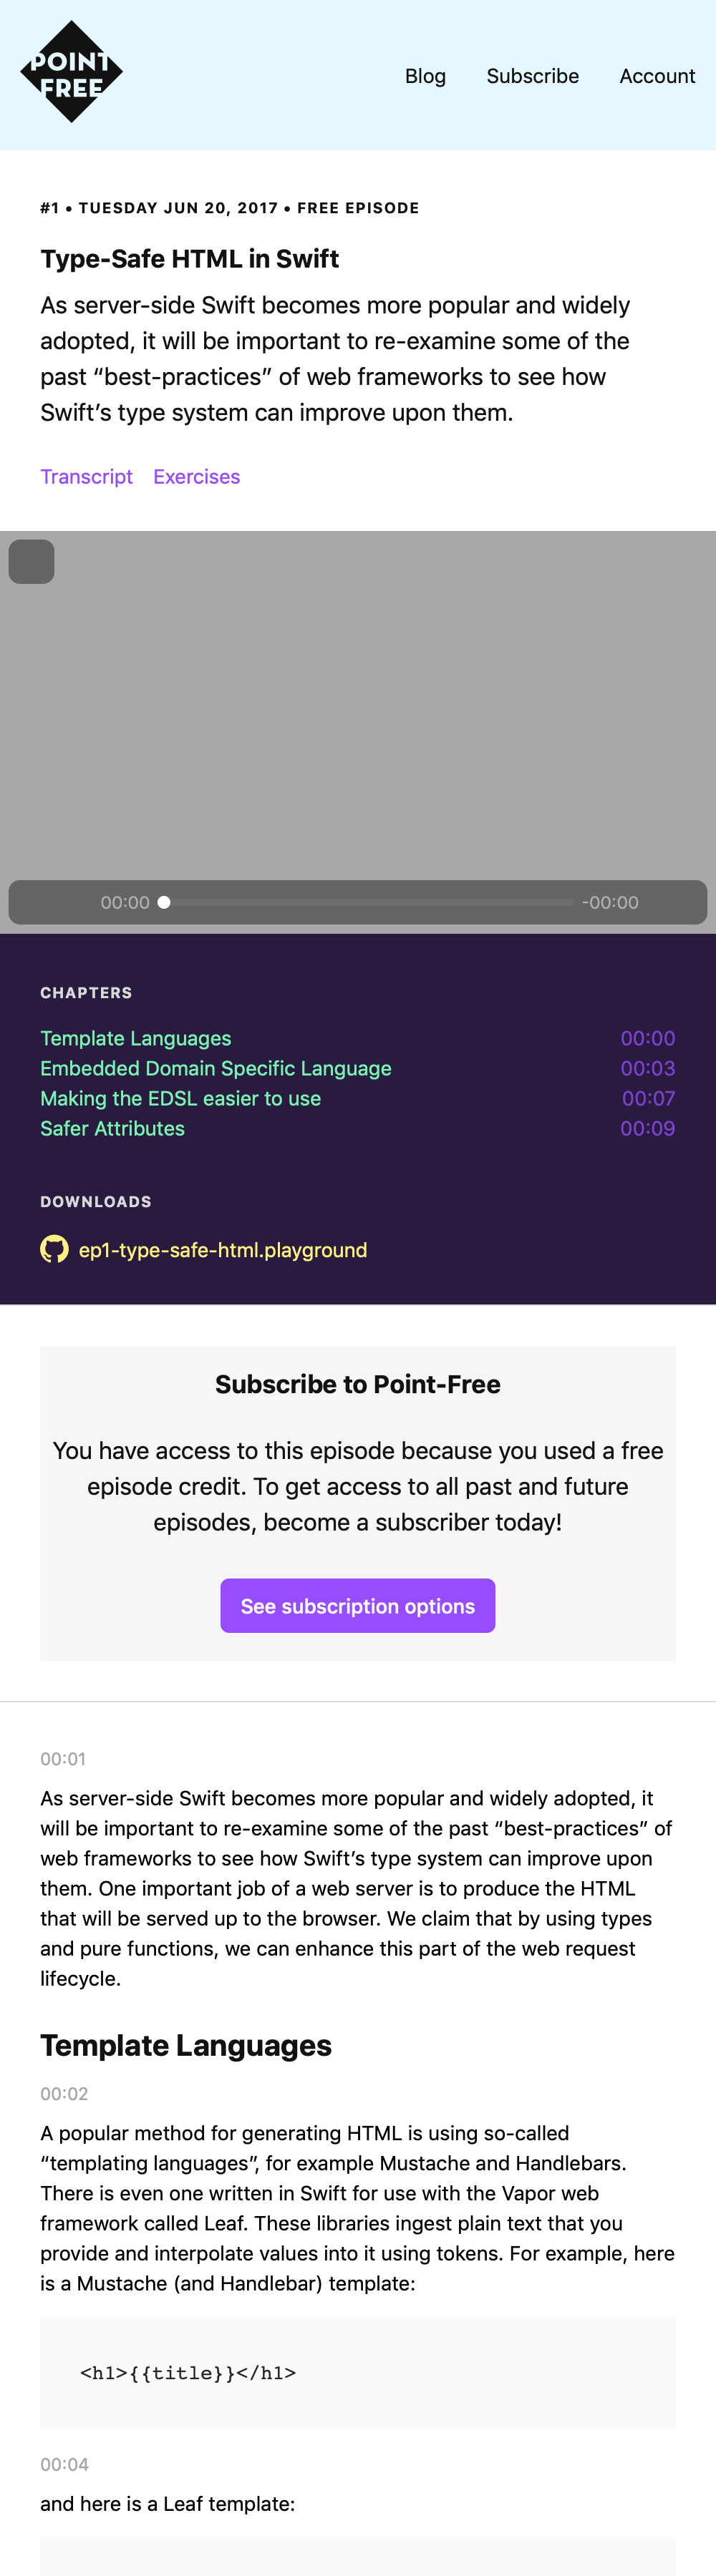 POINT
FREE
Blog Subscribe Account
#1 • TUESDAY JUN 20, 2017 • FREE EPISODE
Type-Safe HTML in Swift
As server-side Swift becomes more popular and widely
adopted, it will be important to re-examine some of the
past “best-practices” of web frameworks to see how
Swift’s type system can improve upon them.
Transcript Exercises
00:00 -00:00
CHAPTERS
Template Languages 00:00
Embedded Domain Specific Language 00:03
Making the EDSL easier to use 00:07
Safer Attributes 00:09
DOWNLOADS
ep1-type-safe-html.playground
Subscribe to Point-Free
You have access to this episode because you used a free
episode credit. To get access to all past and future
episodes, become a subscriber today!
See subscription options
00:01
As server-side Swift becomes more popular and widely adopted, it
will be important to re-examine some of the past “best-practices” of
web frameworks to see how Swift’s type system can improve upon
them. One important job of a web server is to produce the HTML
that will be served up to the browser. We claim that by using types
and pure functions, we can enhance this part of the web request
lifecycle.
Template Languages
00:02
A popular method for generating HTML is using so-called
“templating languages”, for example Mustache and Handlebars.
There is even one written in Swift for use with the Vapor web
framework called Leaf. These libraries ingest plain text that you
provide and interpolate values into it using tokens. For example, here
is a Mustache (and Handlebar) template:
<h1>{{title}}</h1>
00:04
and here is a Leaf template: